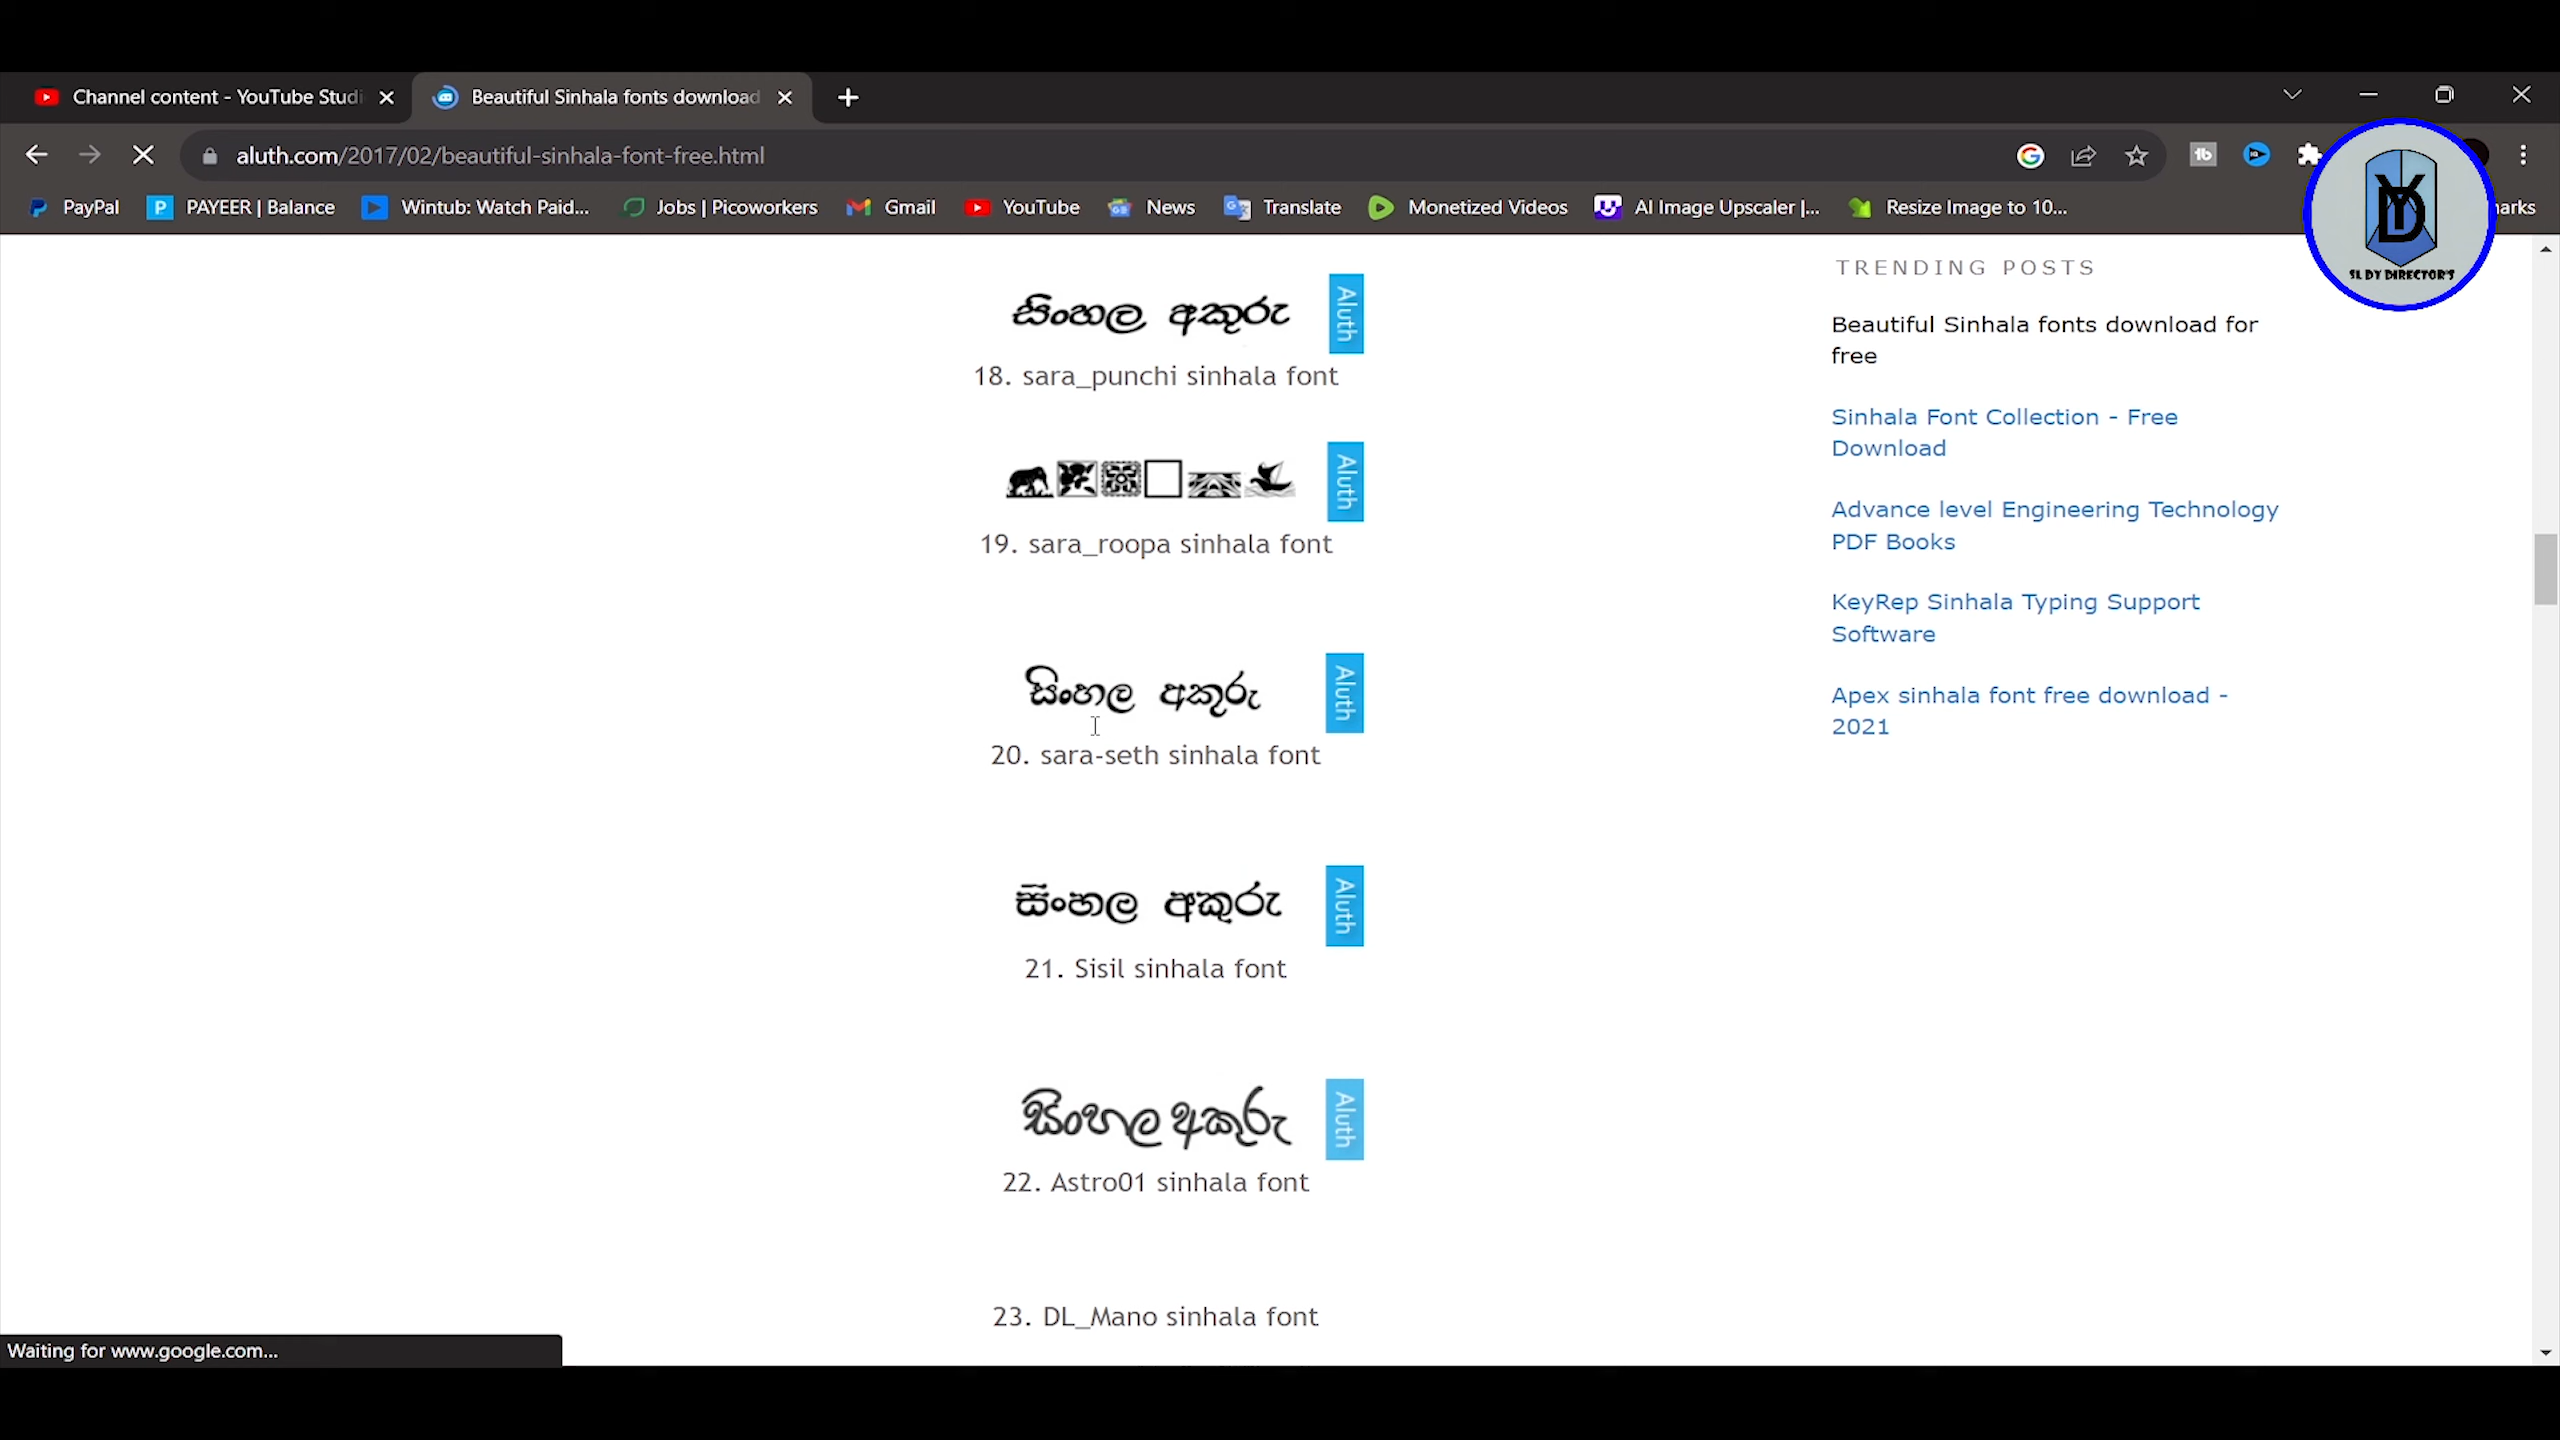 Channel content - YouTube Studi
Beautiful Sinhala fonts download
aluth.com/2017/02/beautiful-sinhala-font-free.html
PayPal
PAYEER | Balance
Wintub: Watch Paid...
Jobs | Picoworkers
Gmail
YouTube
News
Translate
Monetized Videos
AI Image Upscaler |...
Resize Image to 10...
arks
SL DY DIRECTOR'S
සිංහල අකුරු
Aluth
18. sara_punchi sinhala font
Aluth
19. sara_roopa sinhala font
සිංහල අකුරු
Aluth
20. sara-seth sinhala font
සිංහල අකුරු
Aluth
21. Sisil sinhala font
සිංහල අකුරු
Aluth
22. Astro01 sinhala font
23. DL_Mano sinhala font
TRENDING POSTS
Beautiful Sinhala fonts download for
free
Sinhala Font Collection - Free
Download
Advance level Engineering Technology
PDF Books
KeyRep Sinhala Typing Support
Software
Apex sinhala font free download -
2021
Waiting for www.google.com...